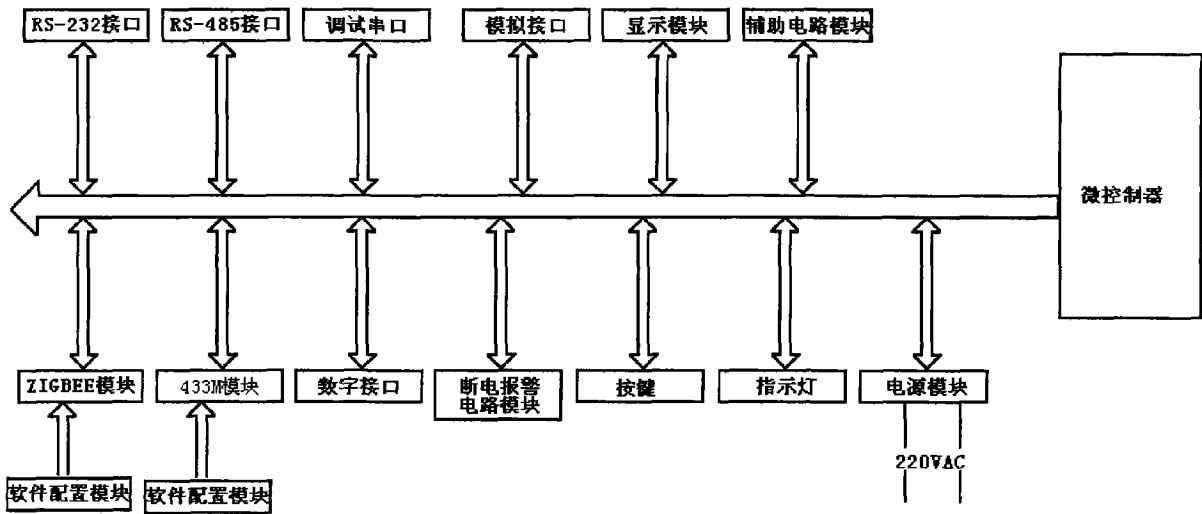 RS-232接口
RS-485接口
调试串口
模拟接口
显示模块
辅助电路模块
微控制器
ZIGBEE模块
433M模块
数字接口
断电报警
电路模块
按键
指示灯
电源模块
220VAC
软件配置模块
软件配置模块